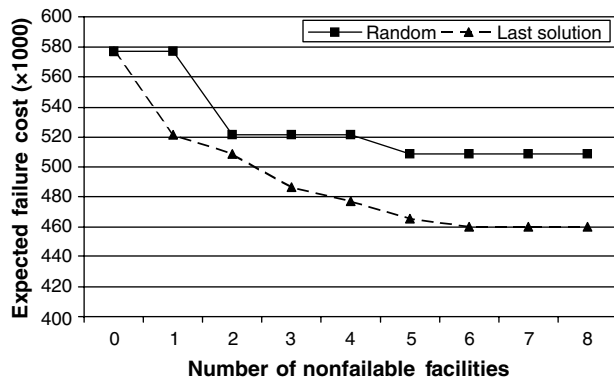 Expected failure cost (×1000)
600
580
560
540
520
500
480
460
440
420
400
Random
Last solution
0 1 2 3 4 5 6 7 8
Number of nonfailable facilities